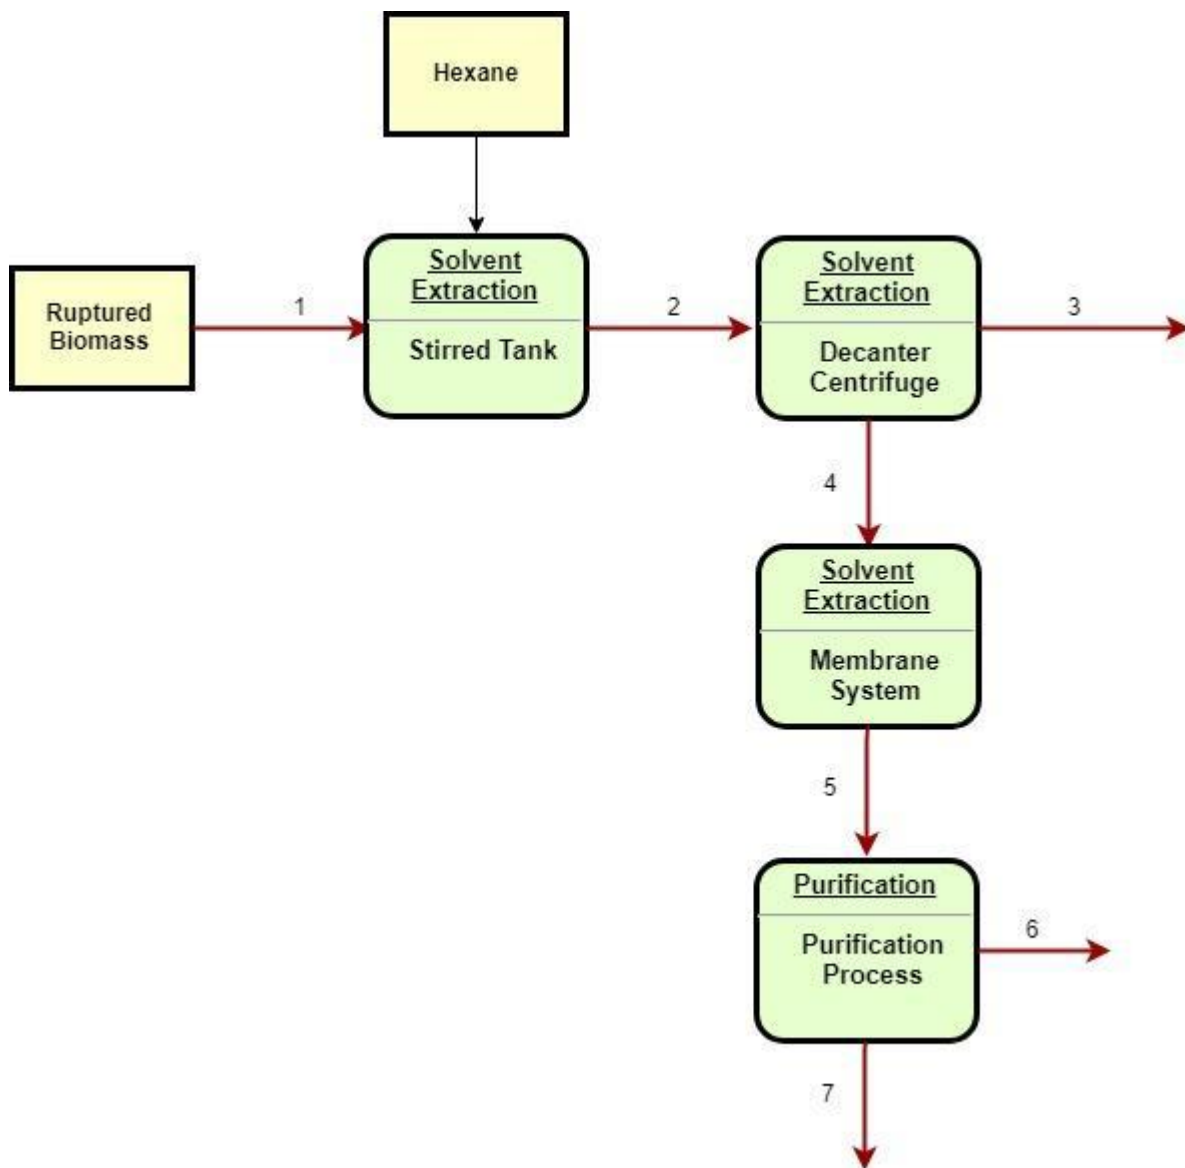 Hexane
Ruptured
Biomass
1
Solvent
Extraction
Stirred Tank
2
Solvent
Extraction
Decanter
Centrifuge
3
4
Solvent
Extraction
Membrane
System
5
Purification
Purification
Process
6
7